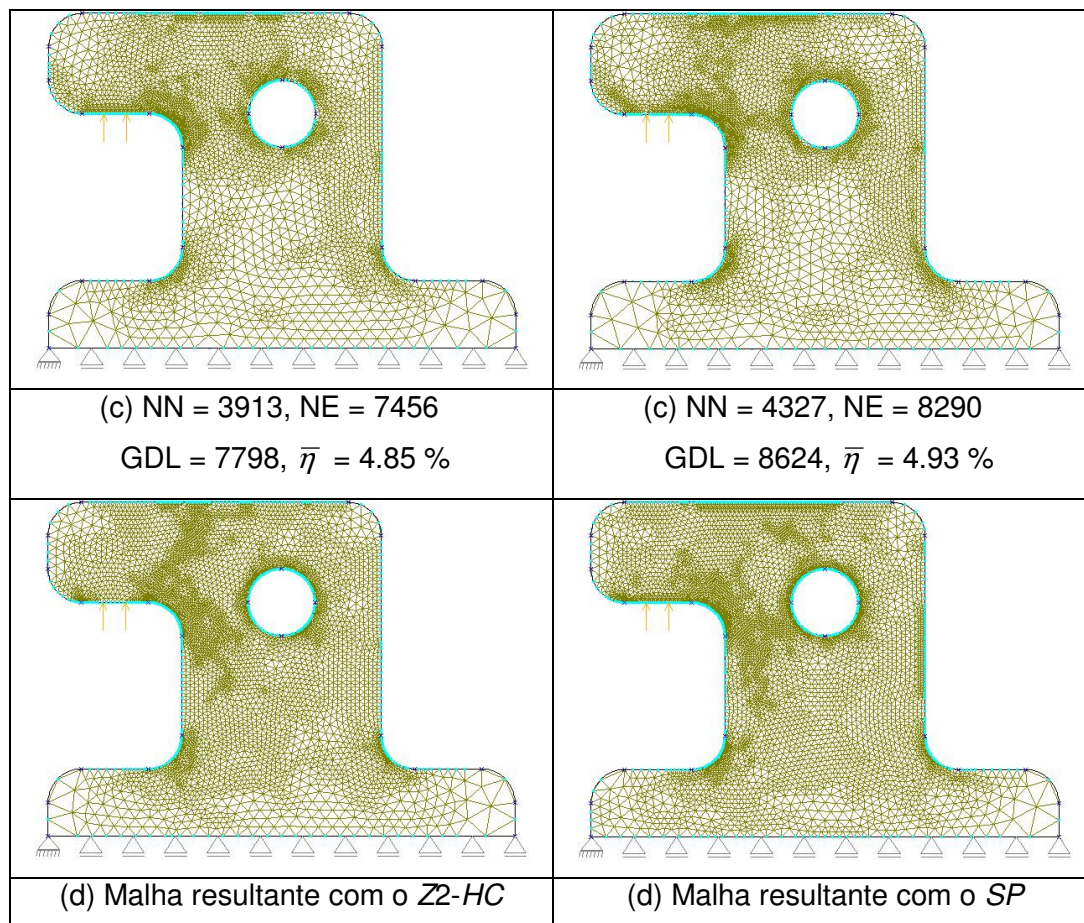 (c) NN = 3913, NE = 7456
GDL = 7798, η̅ = 4.85 %
(c) NN = 4327, NE = 8290
GDL = 8624, η̅ = 4.93 %
(d) Malha resultante com o Z2-HC
(d) Malha resultante com o SP